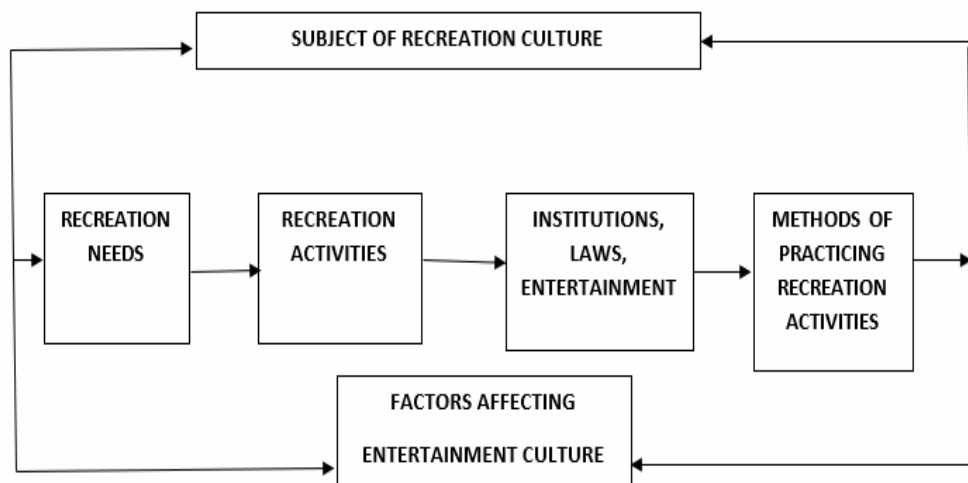 SUBJECT OF RECREATION CULTURE
RECREATION
NEEDS
RECREATION
ACTIVITIES
INSTITUTIONS,
LAWS,
ENTERTAINMENT
METHODS OF
PRACTICING
RECREATION
ACTIVITIES
FACTORS AFFECTING
ENTERTAINMENT CULTURE